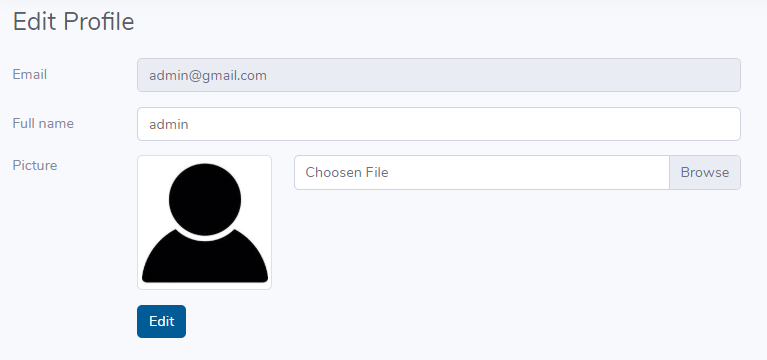 Edit Profile
Email
admin@gmail.com
Full name
admin
Picture
Choosen File
Browse
Edit